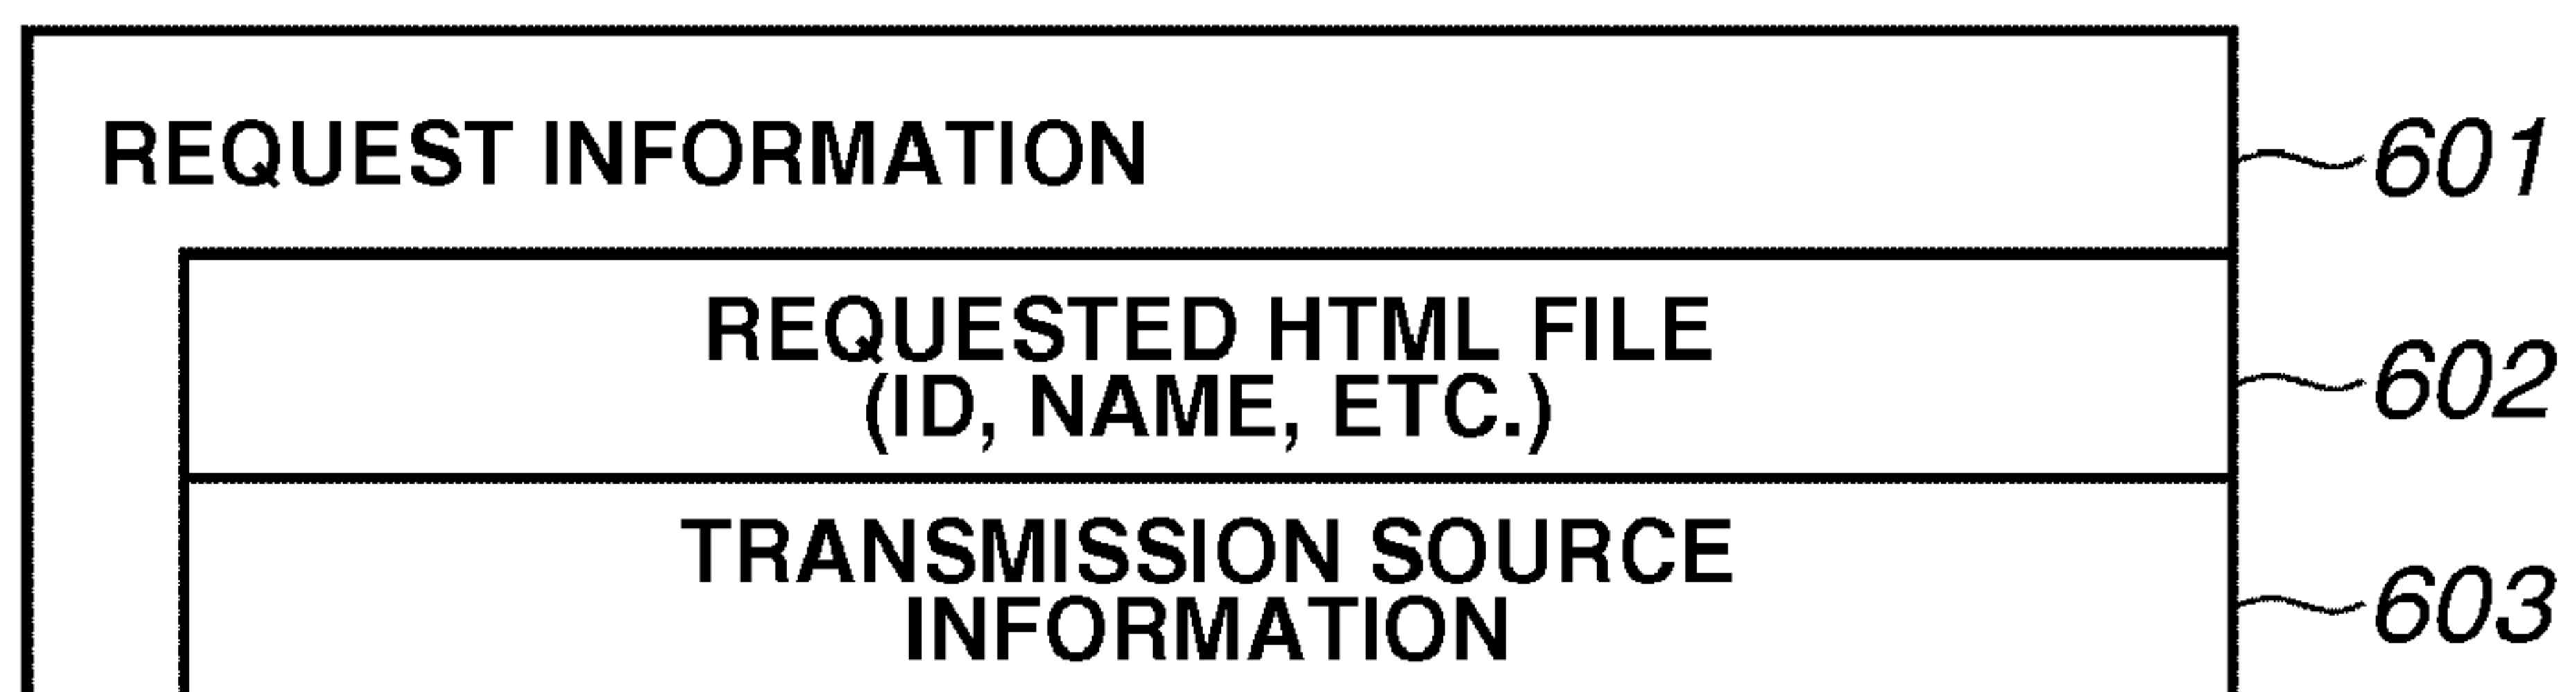 REQUEST INFORMATION
601
REQUESTED HTML FILE
(ID, NAME, ETC.)
602
TRANSMISSION SOURCE
INFORMATION
603